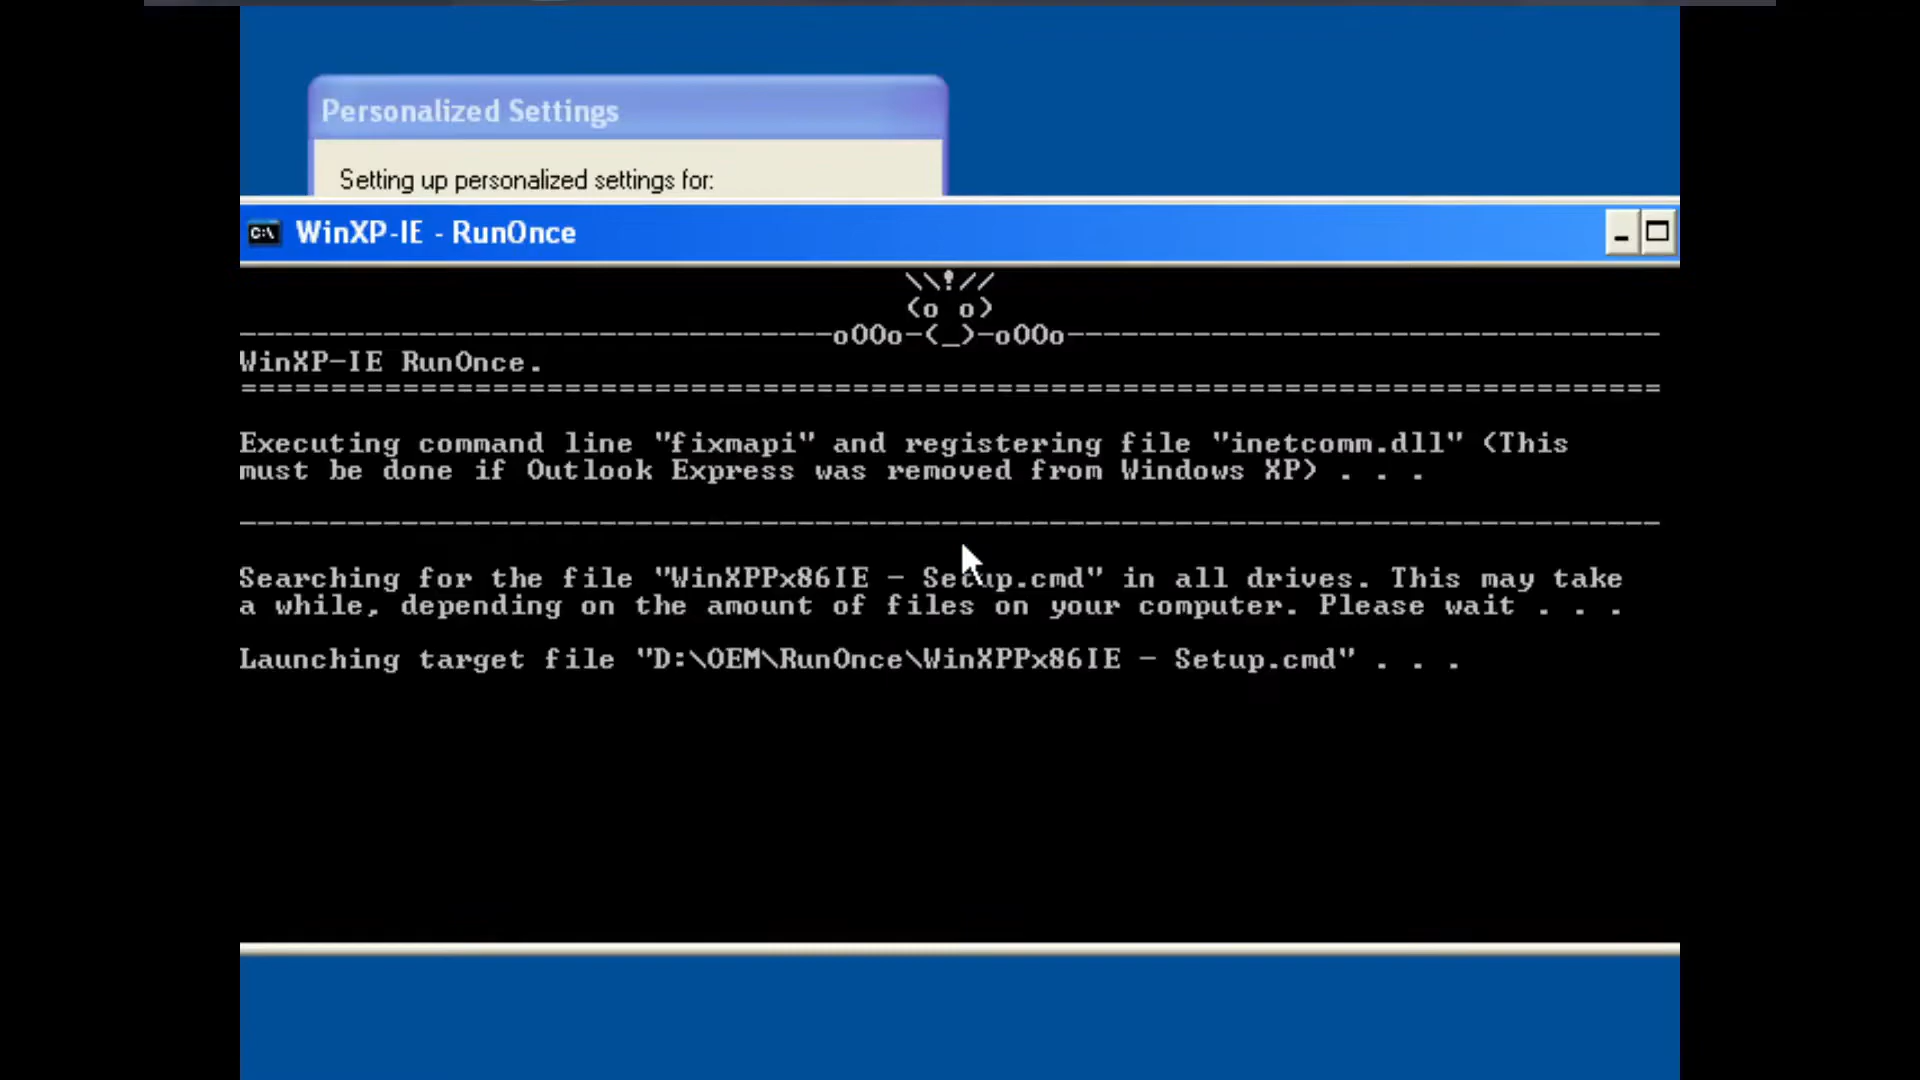 Personalized Settings
Setting up personalized settings for:
C:\ WinXP-IE - RunOnce
\\!//
(o o)
---------------------------------oOOo-(_)-oOOo---------------------------------
WinXP-IE RunOnce.
===============================================================================
Executing command line "fixmapi" and registering file "inetcomm.dll" (This
must be done if Outlook Express was removed from Windows XP) . . .
-------------------------------------------------------------------------------
Searching for the file "WinXPPx86IE - Setup.cmd" in all drives. This may take
a while, depending on the amount of files on your computer. Please wait . . .
Launching target file "D:\OEM\RunOnce\WinXPPx86IE - Setup.cmd" . . .